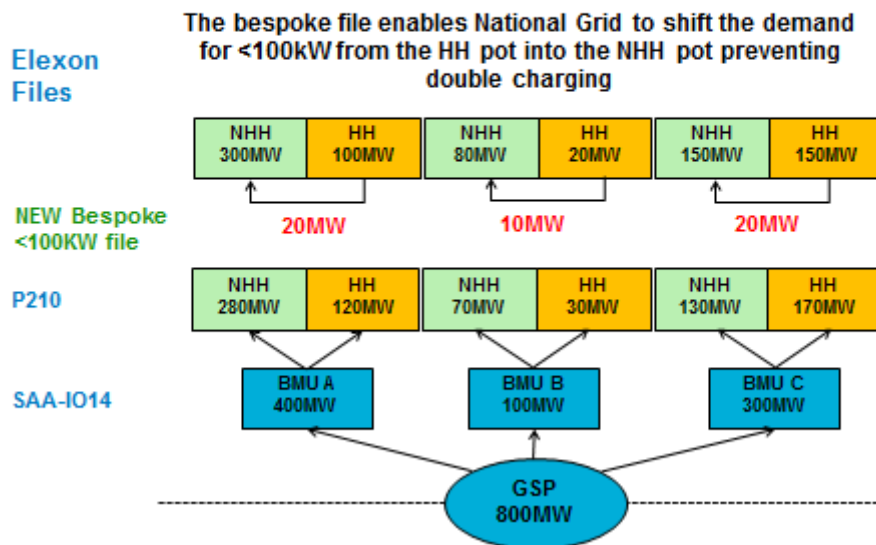 The bespoke file enables National Grid to shift the demand
for <100kW from the HH pot into the NHH pot preventing
double charging
Elexon
Files
NHH
300MW
HH
100MW
NHH
80MW
HH
20MW
NHH
150MW
HH
150MW
NEW Bespoke
<100KW file
20MW
10MW
20MW
P210
NHH
280MW
HH
120MW
NHH
70MW
HH
30MW
NHH
130MW
HH
170MW
SAA-IO14
BMU A
400MW
BMU B
100MW
BMU C
300MW
GSP
800MW